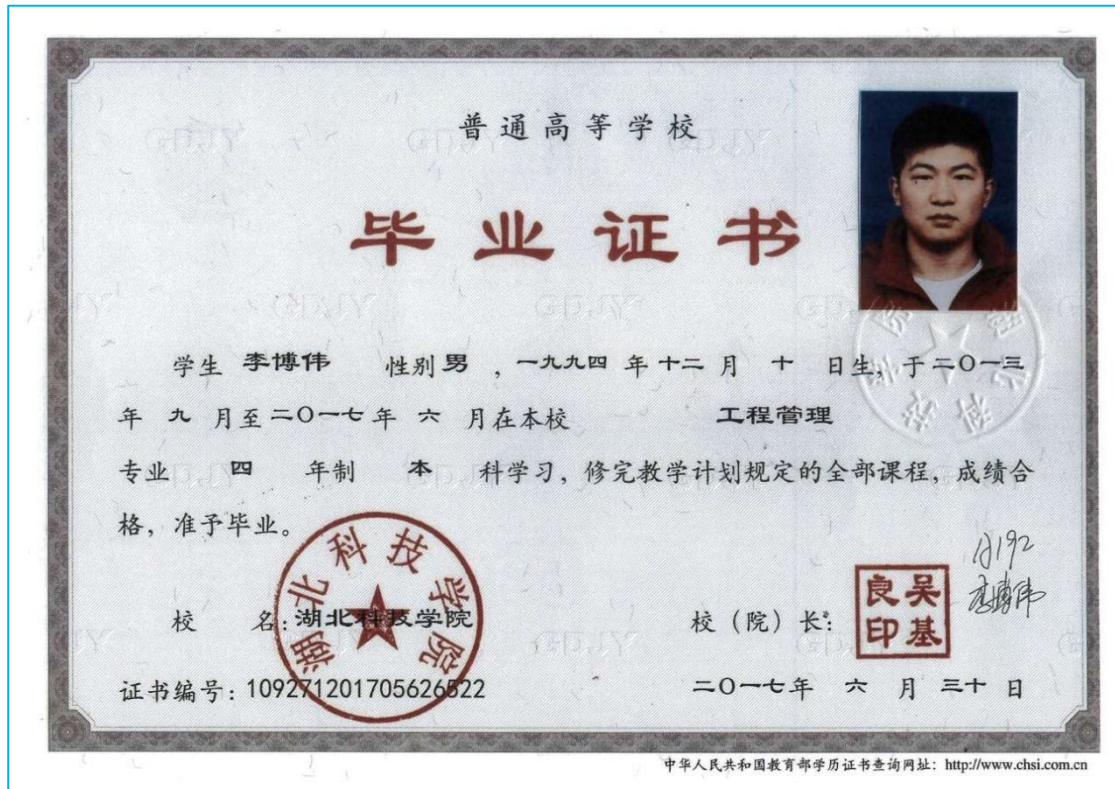 普通高等学校
毕业证书
学生 李博伟 性别 男 ,一九九四 年 十二 月 十 日生,于二〇一三
年 九 月至二〇一七年 六 月在本校 工程管理
专业 四 年制 本 科学习,修完教学计划规定的全部课程,成绩合
格,准予毕业。
湖北科技学院
校 名:湖北科技学院
校(院)长:
吴基良印
李博伟
证书编号:109271201705626522
二〇一七年 六 月 三十 日
中华人民共和国教育部学历证书查询网址:http://www.chsi.com.cn